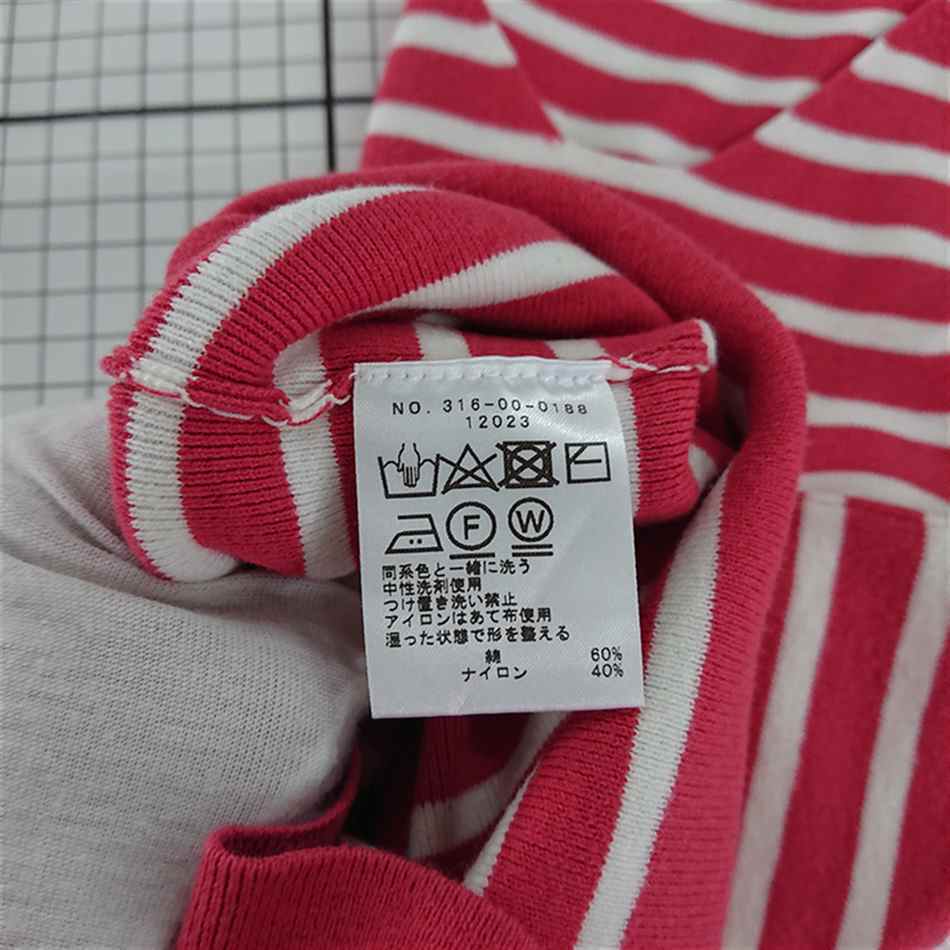 NO. 316-00-0188
12023
F W
同系色と一緒に洗う
中性洗剤使用
つけ置き洗い禁止
アイロンはあて布使用
湿った状態で形を整える
綿 60%
ナイロン 40%